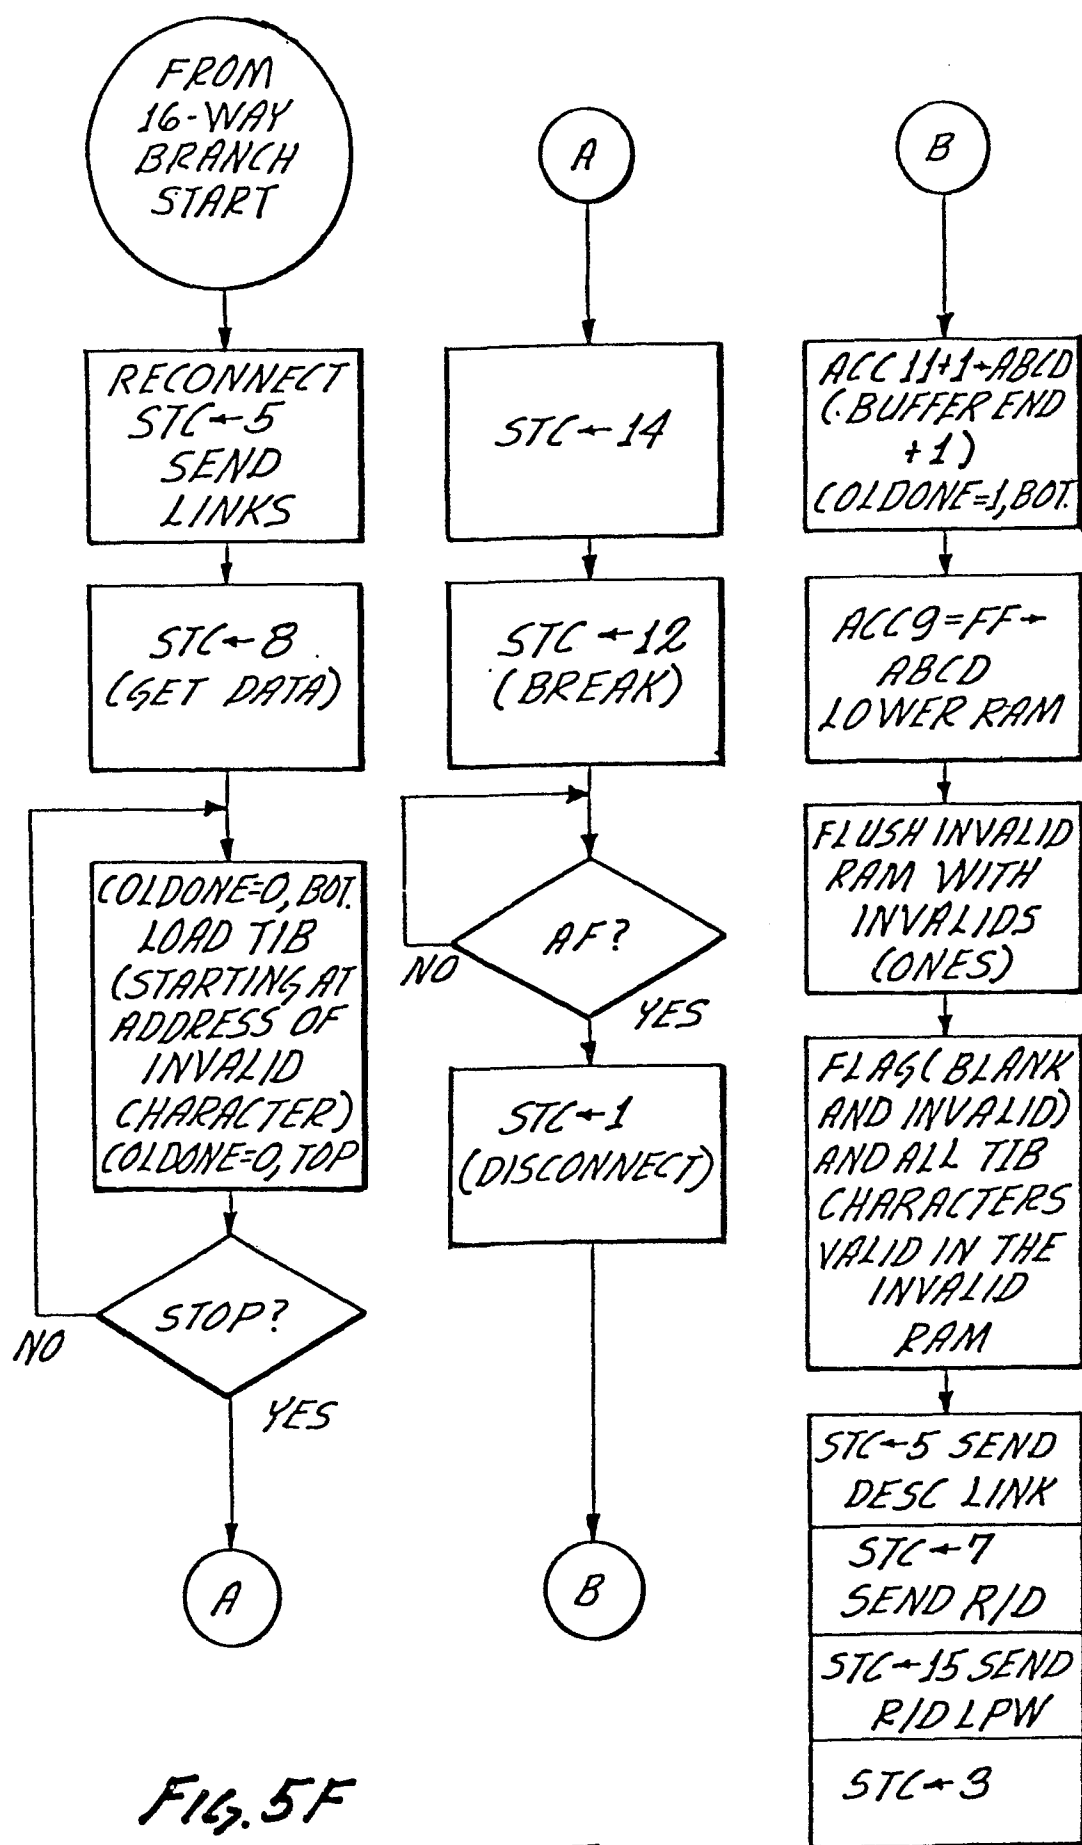 FROM
16-WAY
BRANCH
START
RECONNECT
STC←5
SEND
LINKS
STC←8
(GET DATA)
COLDONE=0, BOT.
LOAD TIB
(STARTING AT
ADDRESS OF
INVALID
CHARACTER)
COLDONE=0, TOP
STOP?
NO
YES
A
A
STC←14
STC←12
(BREAK)
AF?
NO
YES
STC←1
(DISCONNECT)
B
B
ACC 11+1→ABCD
(BUFFER END
+1)
COLDONE=1, BOT.
ACC9=FF→
ABCD
LOWER RAM
FLUSH INVALID
RAM WITH
INVALIDS
(ONES)
FLAG (BLANK
AND INVALID)
AND ALL TIB
CHARACTERS
VALID IN THE
INVALID
RAM
STC←5 SEND
DESC LINK
STC←7
SEND R/D
STC←15 SEND
R/D LPW
STC←3
FIG. 5F